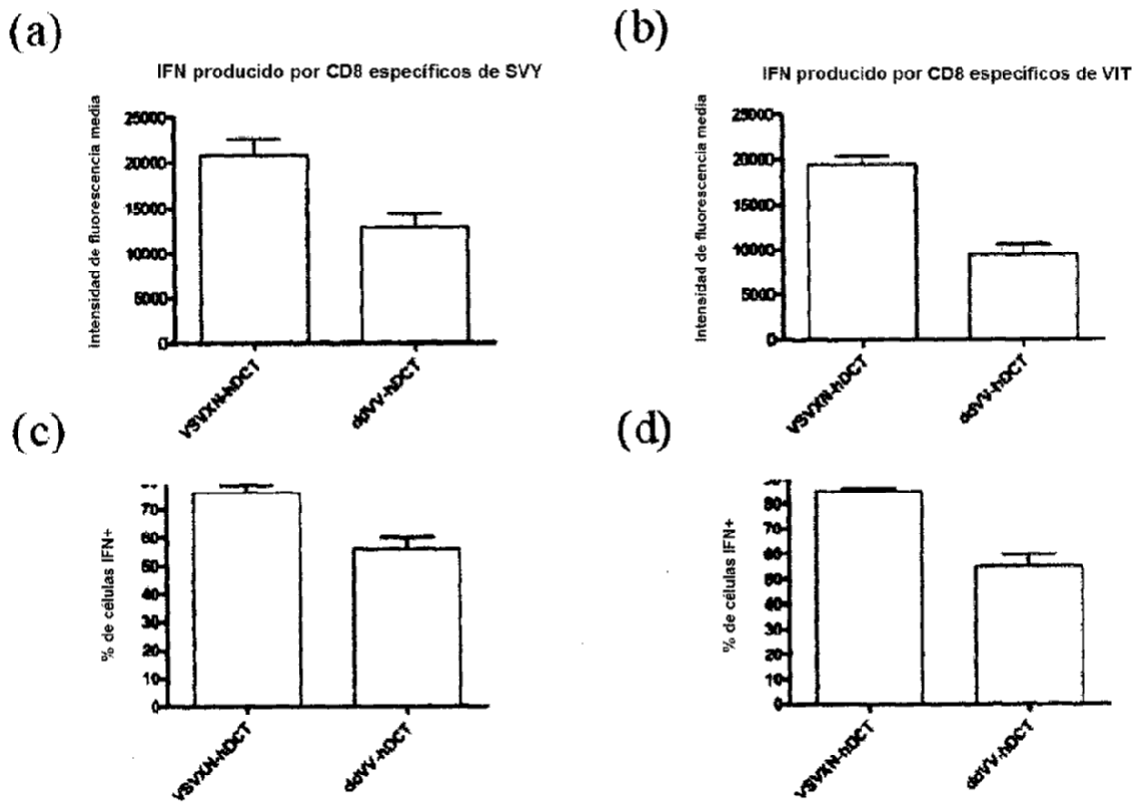 (a)
IFN producido por CD8 específicos de SVY
Intensidad de fluorescencia media
25000
20000
15000
10000
5000
0
VSVXN-hDCT
ddVV-hDCT
(b)
IFN producido por CD8 específicos de VIT
Intensidad de fluorescencia media
25000
20000
15000
10000
5000
0
VSVXN-hDCT
ddVV-hDCT
(c)
% de células IFN+
70
60
50
40
30
20
10
0
VSVXN-hDCT
ddVV-hDCT
(d)
% de células IFN+
80
70
60
50
40
30
20
10
0
VSVXN-hDCT
ddVV-hDCT